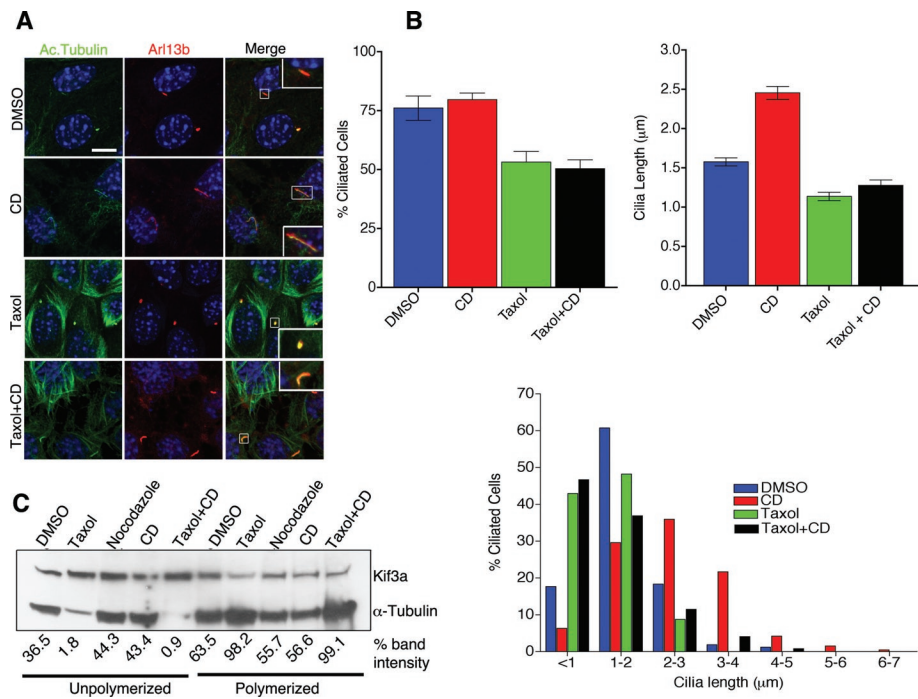 A
Ac.Tubulin Arl13b Merge
DMSO
CD
Taxol
Taxol+CD
B
% Ciliated Cells
100
75
50
25
0
DMSO CD Taxol Taxol+CD
Cilia Length (μm)
3.0
2.5
2.0
1.5
1.0
0.5
0.0
DMSO CD Taxol Taxol + CD
C
DMSO Taxol Nocodazole CD Taxol+CD DMSO Taxol Nocodazole CD Taxol+CD
Kif3a
α-Tubulin
36.5 1.8 44.3 43.4 0.9 63.5 98.2 55.7 56.6 99.1 % band
intensity
Unpolymerized Polymerized
% Ciliated Cells
70
60
50
40
30
20
10
0
DMSO
CD
Taxol
Taxol+CD
<1 1-2 2-3 3-4 4-5 5-6 6-7
Cilia length (μm)